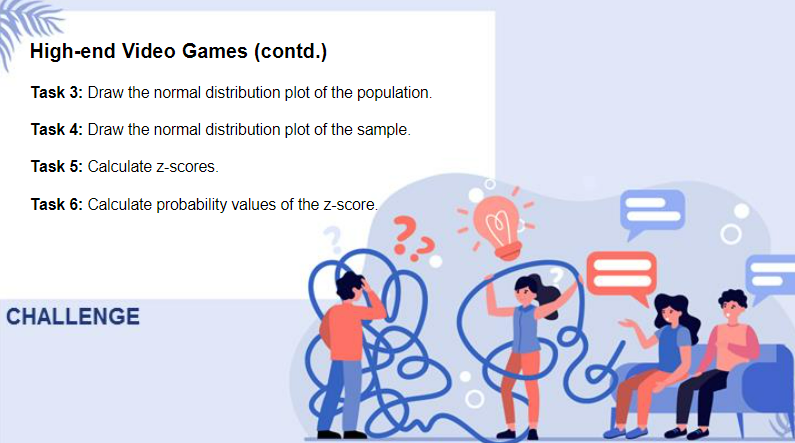 High-end Video Games (contd.)
Task 3: Draw the normal distribution plot of the population.
Task 4: Draw the normal distribution plot of the sample.
Task 5: Calculate z-scores.
Task 6: Calculate probability values of the z-score.
CHALLENGE